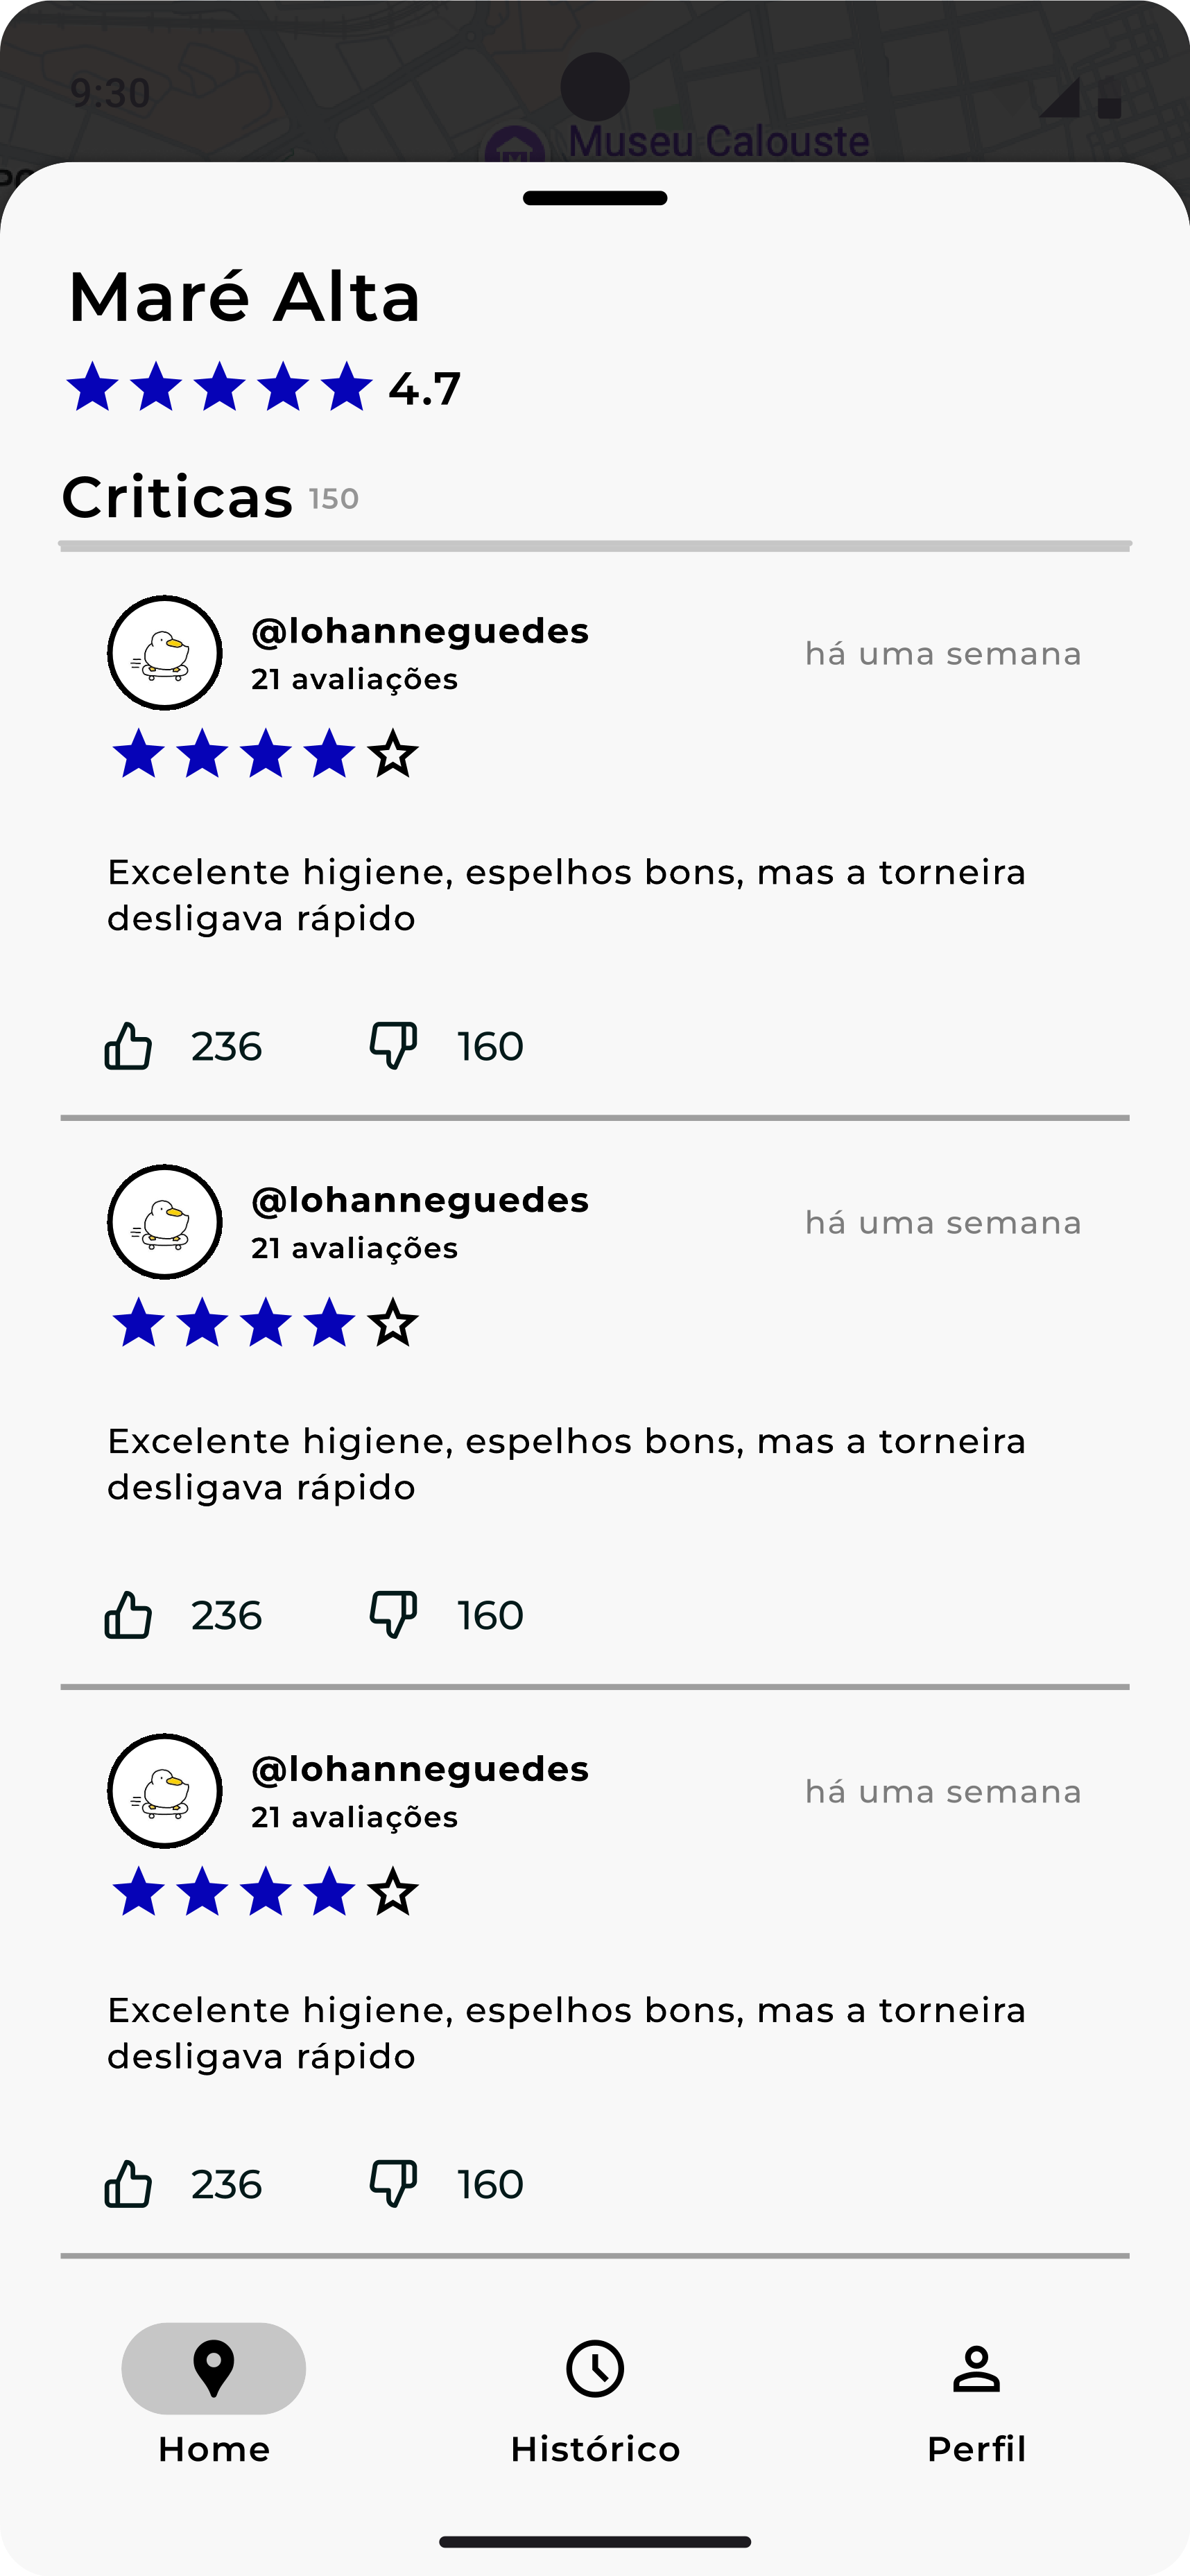 9:30
Museu Calouste
Maré Alta
4.7
Criticas 150
@lohanneguedes
há uma semana
21 avaliações
Excelente higiene, espelhos bons, mas a torneira
desligava rápido
236 160
@lohanneguedes
há uma semana
21 avaliações
Excelente higiene, espelhos bons, mas a torneira
desligava rápido
236 160
@lohanneguedes
há uma semana
21 avaliações
Excelente higiene, espelhos bons, mas a torneira
desligava rápido
236 160
Home Histórico Perfil